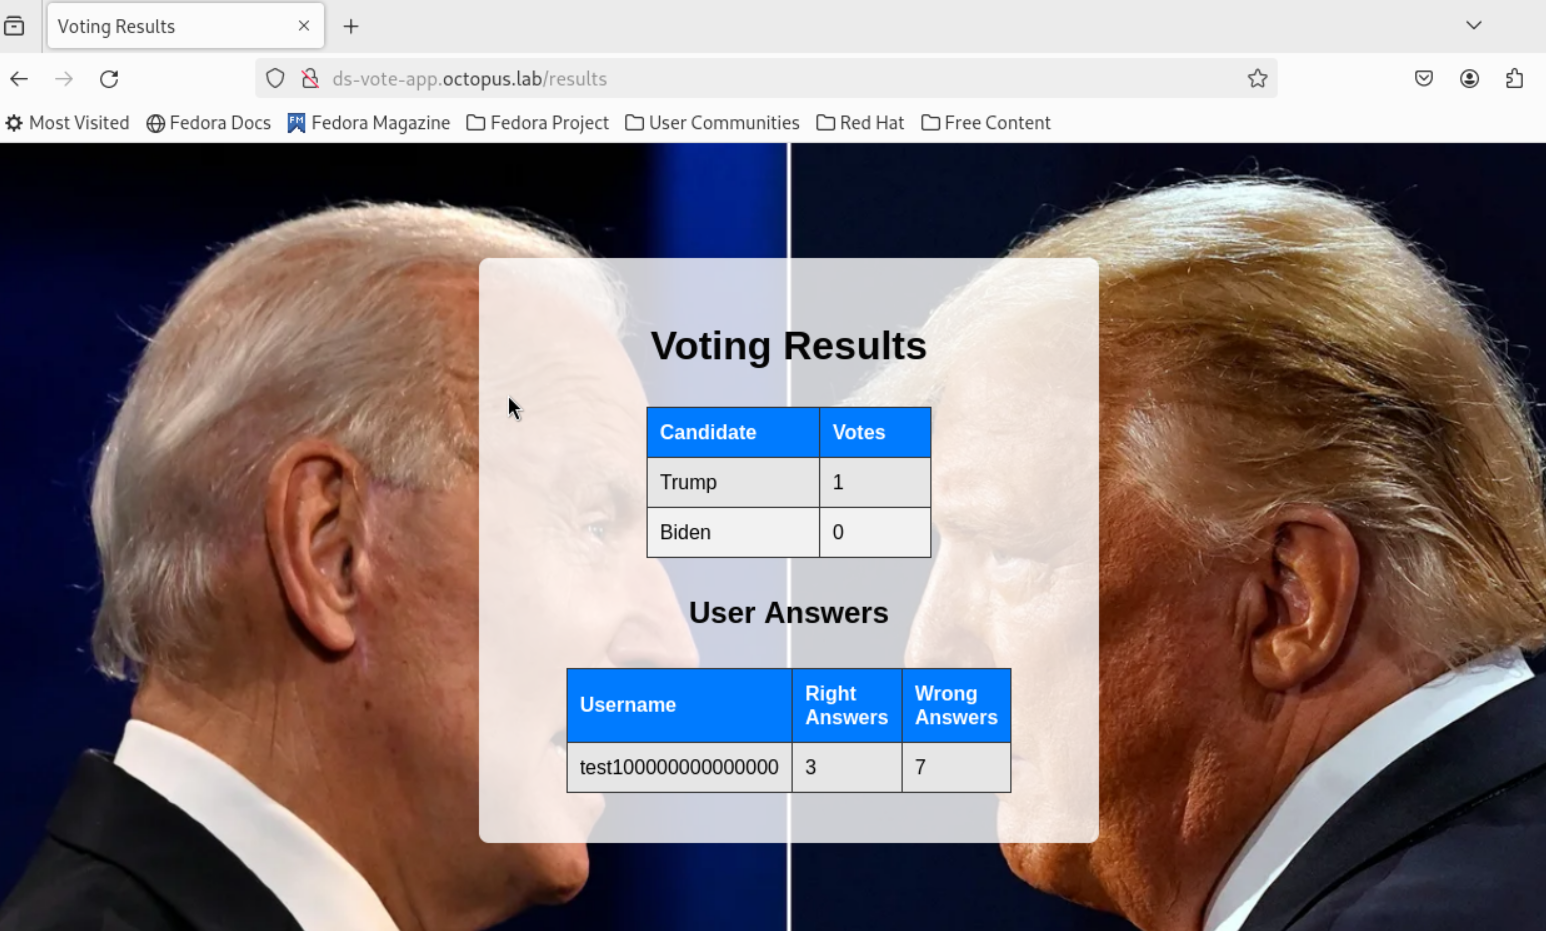 Voting Results
ds-vote-app.octopus.lab/results
Most Visited Fedora Docs FM Fedora Magazine Fedora Project User Communities Red Hat Free Content
Voting Results
Candidate Votes
Trump 1
Biden 0
User Answers
Username Right Answers Wrong Answers
test100000000000000 3 7